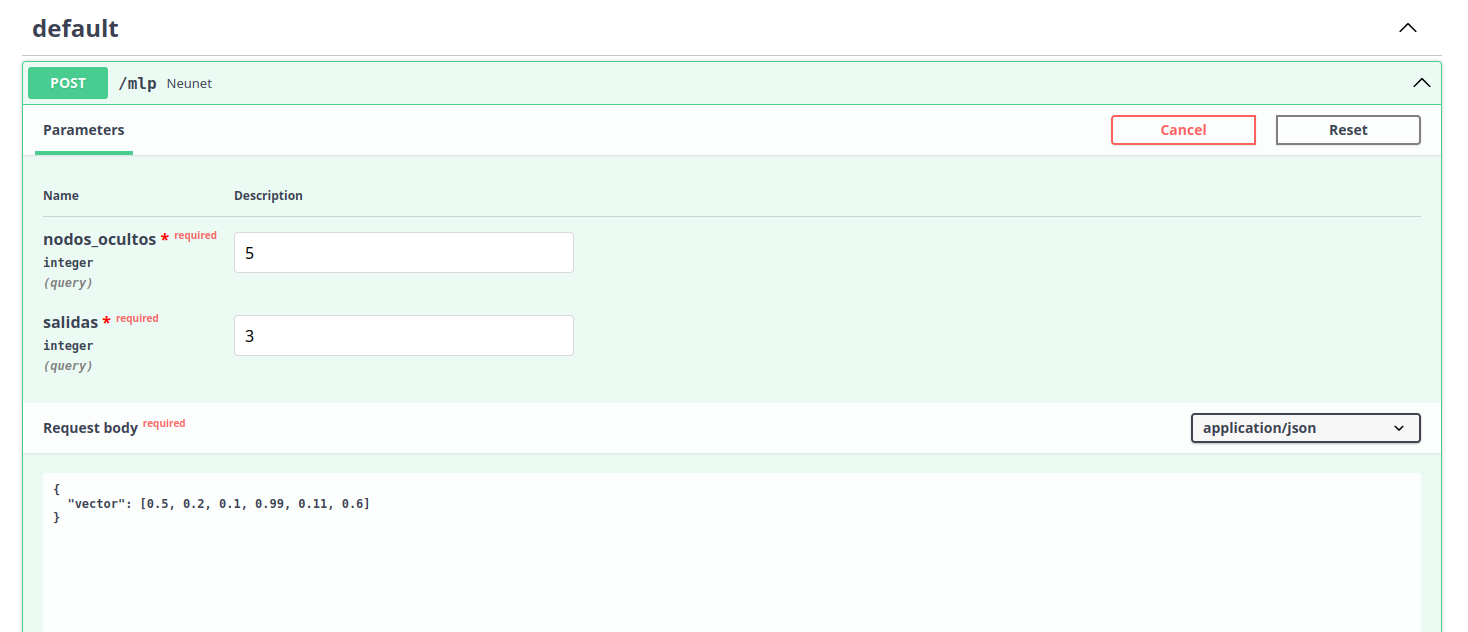 default
POST /mlp Neunet
Parameters
Cancel
Reset
Name Description
nodos_ocultos * required
integer
(query)
5
salidas * required
integer
(query)
3
Request body required
application/json
{
"vector": [0.5, 0.2, 0.1, 0.99, 0.11, 0.6]
}